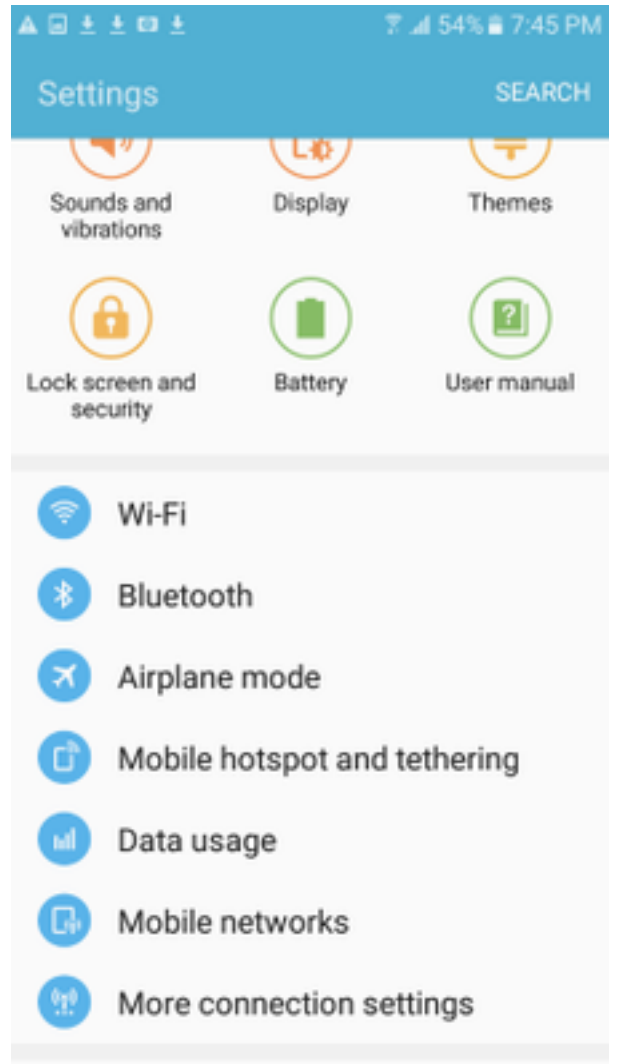 54% 7:45 PM
Settings SEARCH
Sounds and vibrations
Display
Themes
Lock screen and security
Battery
User manual
Wi-Fi
Bluetooth
Airplane mode
Mobile hotspot and tethering
Data usage
Mobile networks
More connection settings